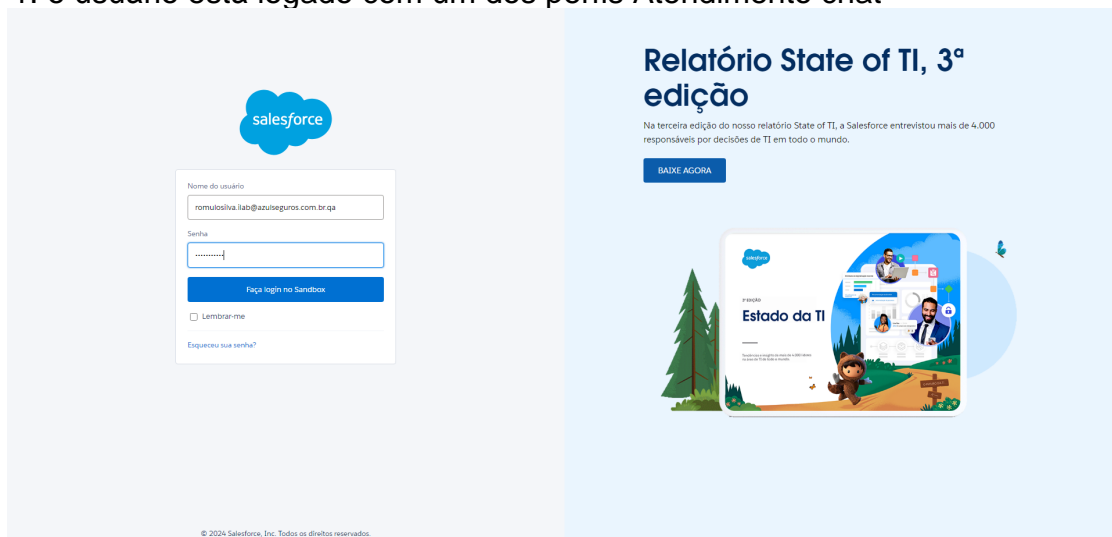 1. o usuário está logado com um dos perfis Atendimento chat
salesforce
Nome do usuário
romulosilva.ilab@azulseguros.com.br.qa
Senha
Faça login no Sandbox
Lembrar-me
Esqueceu sua senha?
© 2024 Salesforce, Inc. Todos os direitos reservados.
Relatório State of TI, 3ª
edição
Na terceira edição do nosso relatório State of TI, a Salesforce entrevistou mais de 4.000
responsáveis por decisões de TI em todo o mundo.
BAIXE AGORA
salesforce
3ª EDIÇÃO
Estado da TI